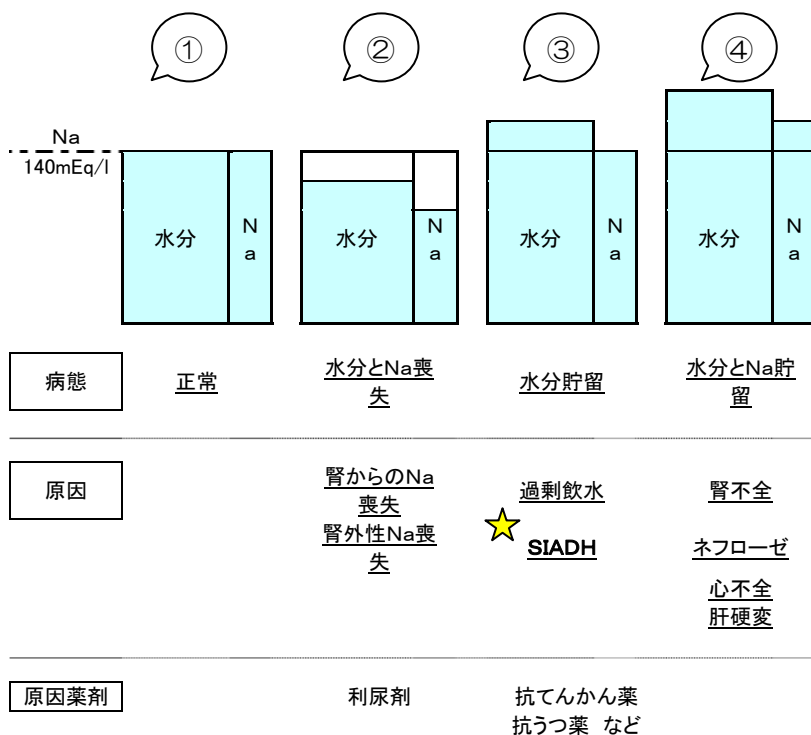 ① ② ③ ④
Na
140mEq/l
水分 Na 水分 Na 水分 Na 水分 Na
病態 正常 水分とNa喪 水分貯留 水分とNa貯
失 留
原因 腎からのNa 過剰飲水 腎不全
喪失
腎外性Na喪 SIADH ネフローゼ
失 心不全
肝硬変
原因薬剤 利尿剤 抗てんかん薬
抗うつ薬 など